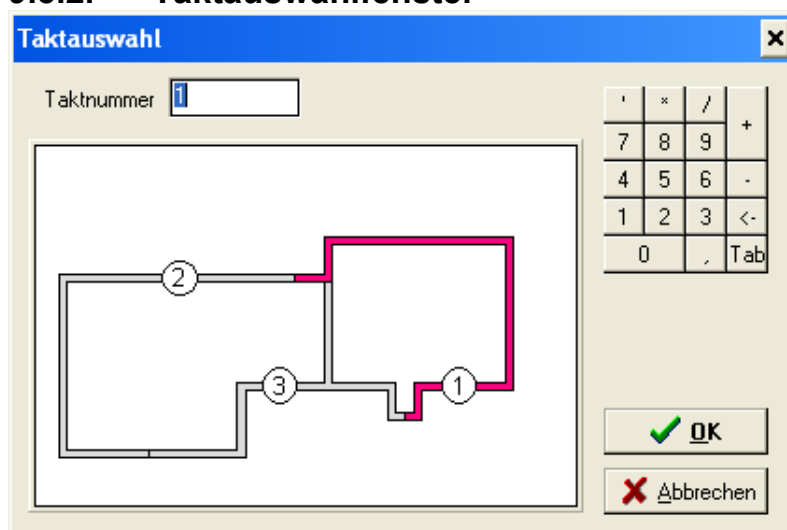 Taktauswahl
Taktnummer 1
' * / +
7 8 9
4 5 6 -
1 2 3 <-
0 , Tab
2
3
1
OK
Abbrechen